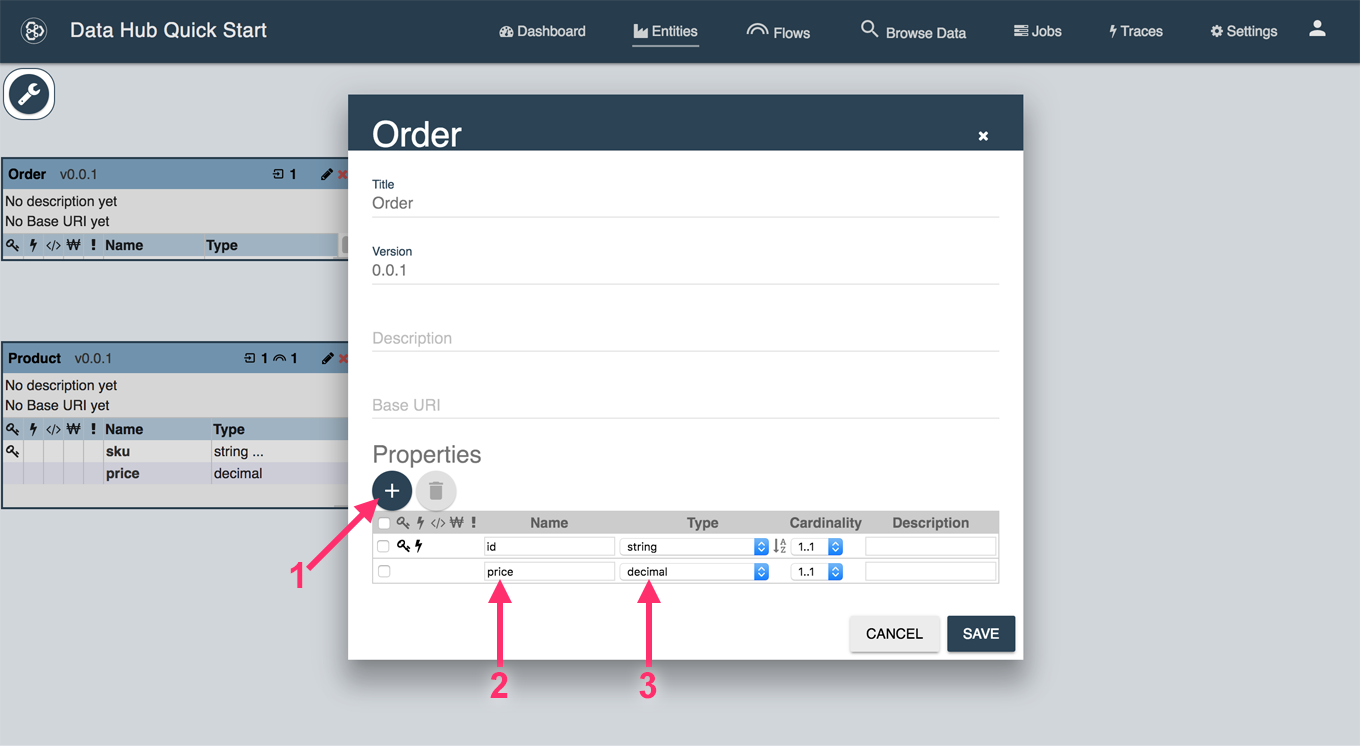 Data Hub Quick Start Dashboard Entities Flows Browse Data Jobs Traces Settings
Order v0.0.1 1
No description yet
No Base URI yet
</> ₩ ! Name Type
Product v0.0.1 1 1
No description yet
No Base URI yet
</> ₩ ! Name Type
sku string ...
price decimal
Order ×
Title
Order
Version
0.0.1
Description
Base URI
Properties
+
</> ₩ ! Name Type Cardinality Description
id string AZ 1..1
price decimal 1..1
1
CANCEL SAVE
2 3